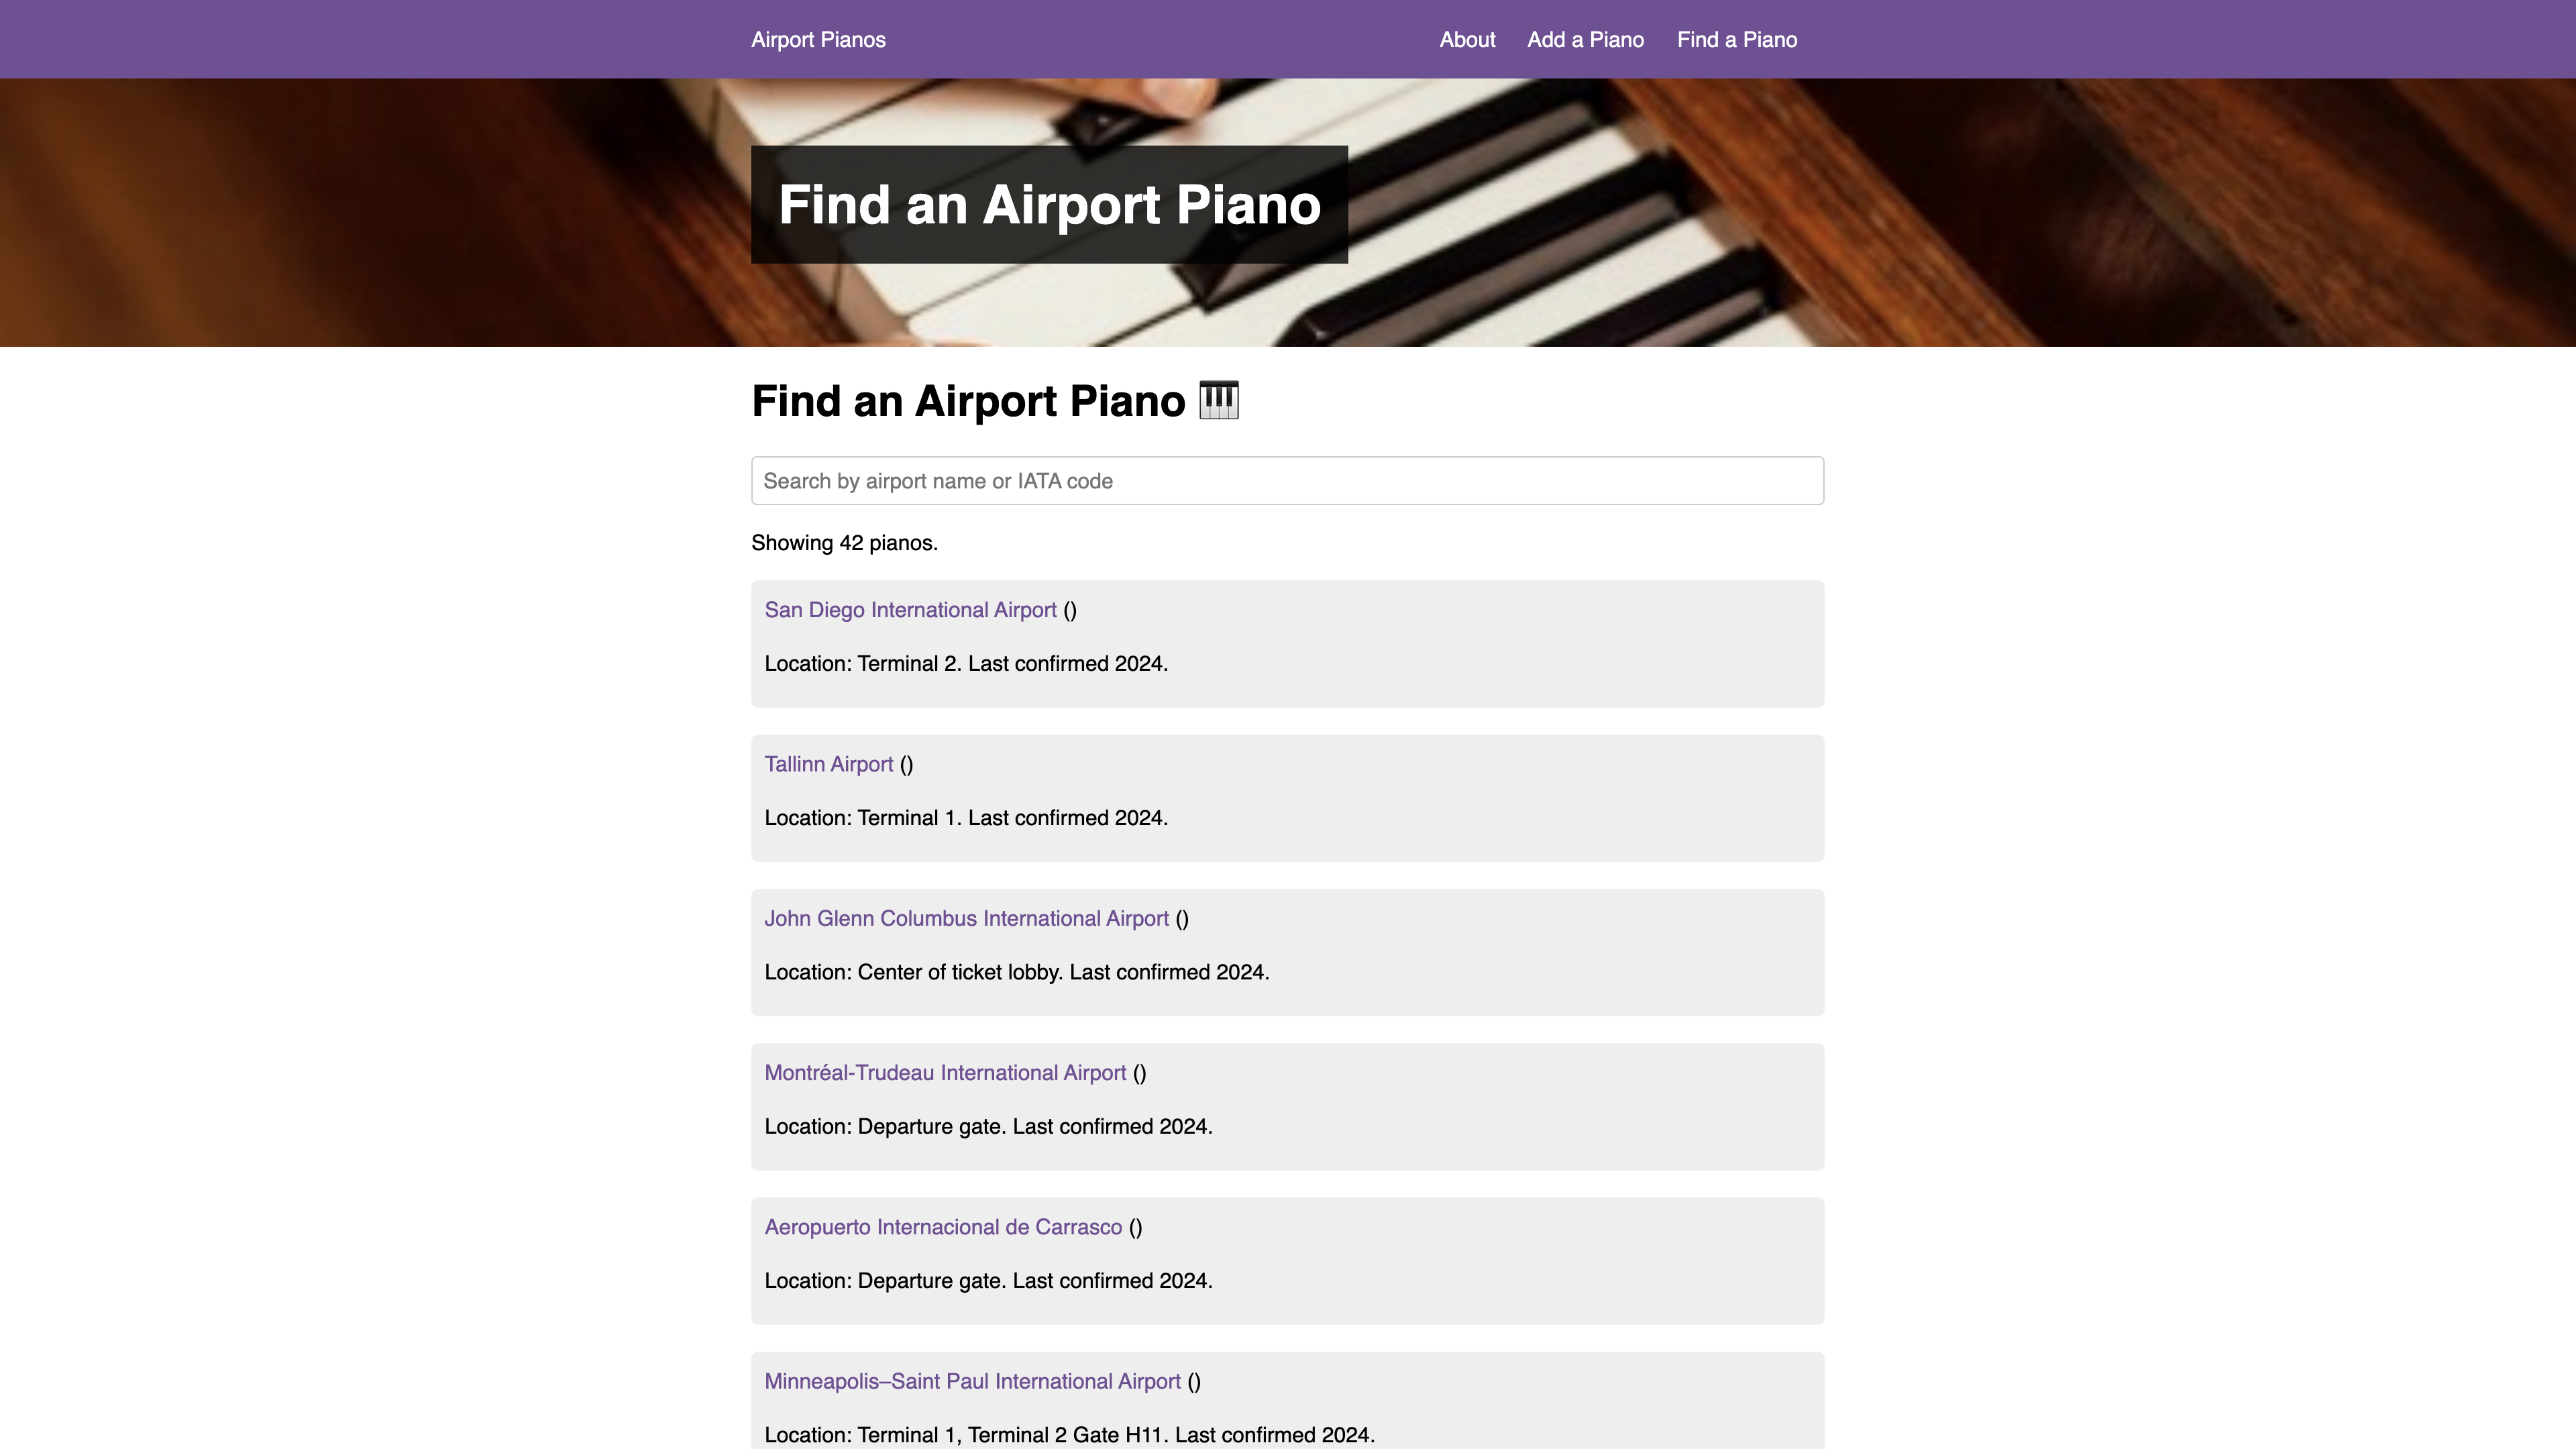 Airport Pianos
About
Add a Piano
Find a Piano
Find an Airport Piano
Find an Airport Piano 🎹
Search by airport name or IATA code
Showing 42 pianos.
San Diego International Airport ()
Location: Terminal 2. Last confirmed 2024.
Tallinn Airport ()
Location: Terminal 1. Last confirmed 2024.
John Glenn Columbus International Airport ()
Location: Center of ticket lobby. Last confirmed 2024.
Montréal-Trudeau International Airport ()
Location: Departure gate. Last confirmed 2024.
Aeropuerto Internacional de Carrasco ()
Location: Departure gate. Last confirmed 2024.
Minneapolis–Saint Paul International Airport ()
Location: Terminal 1, Terminal 2 Gate H11. Last confirmed 2024.